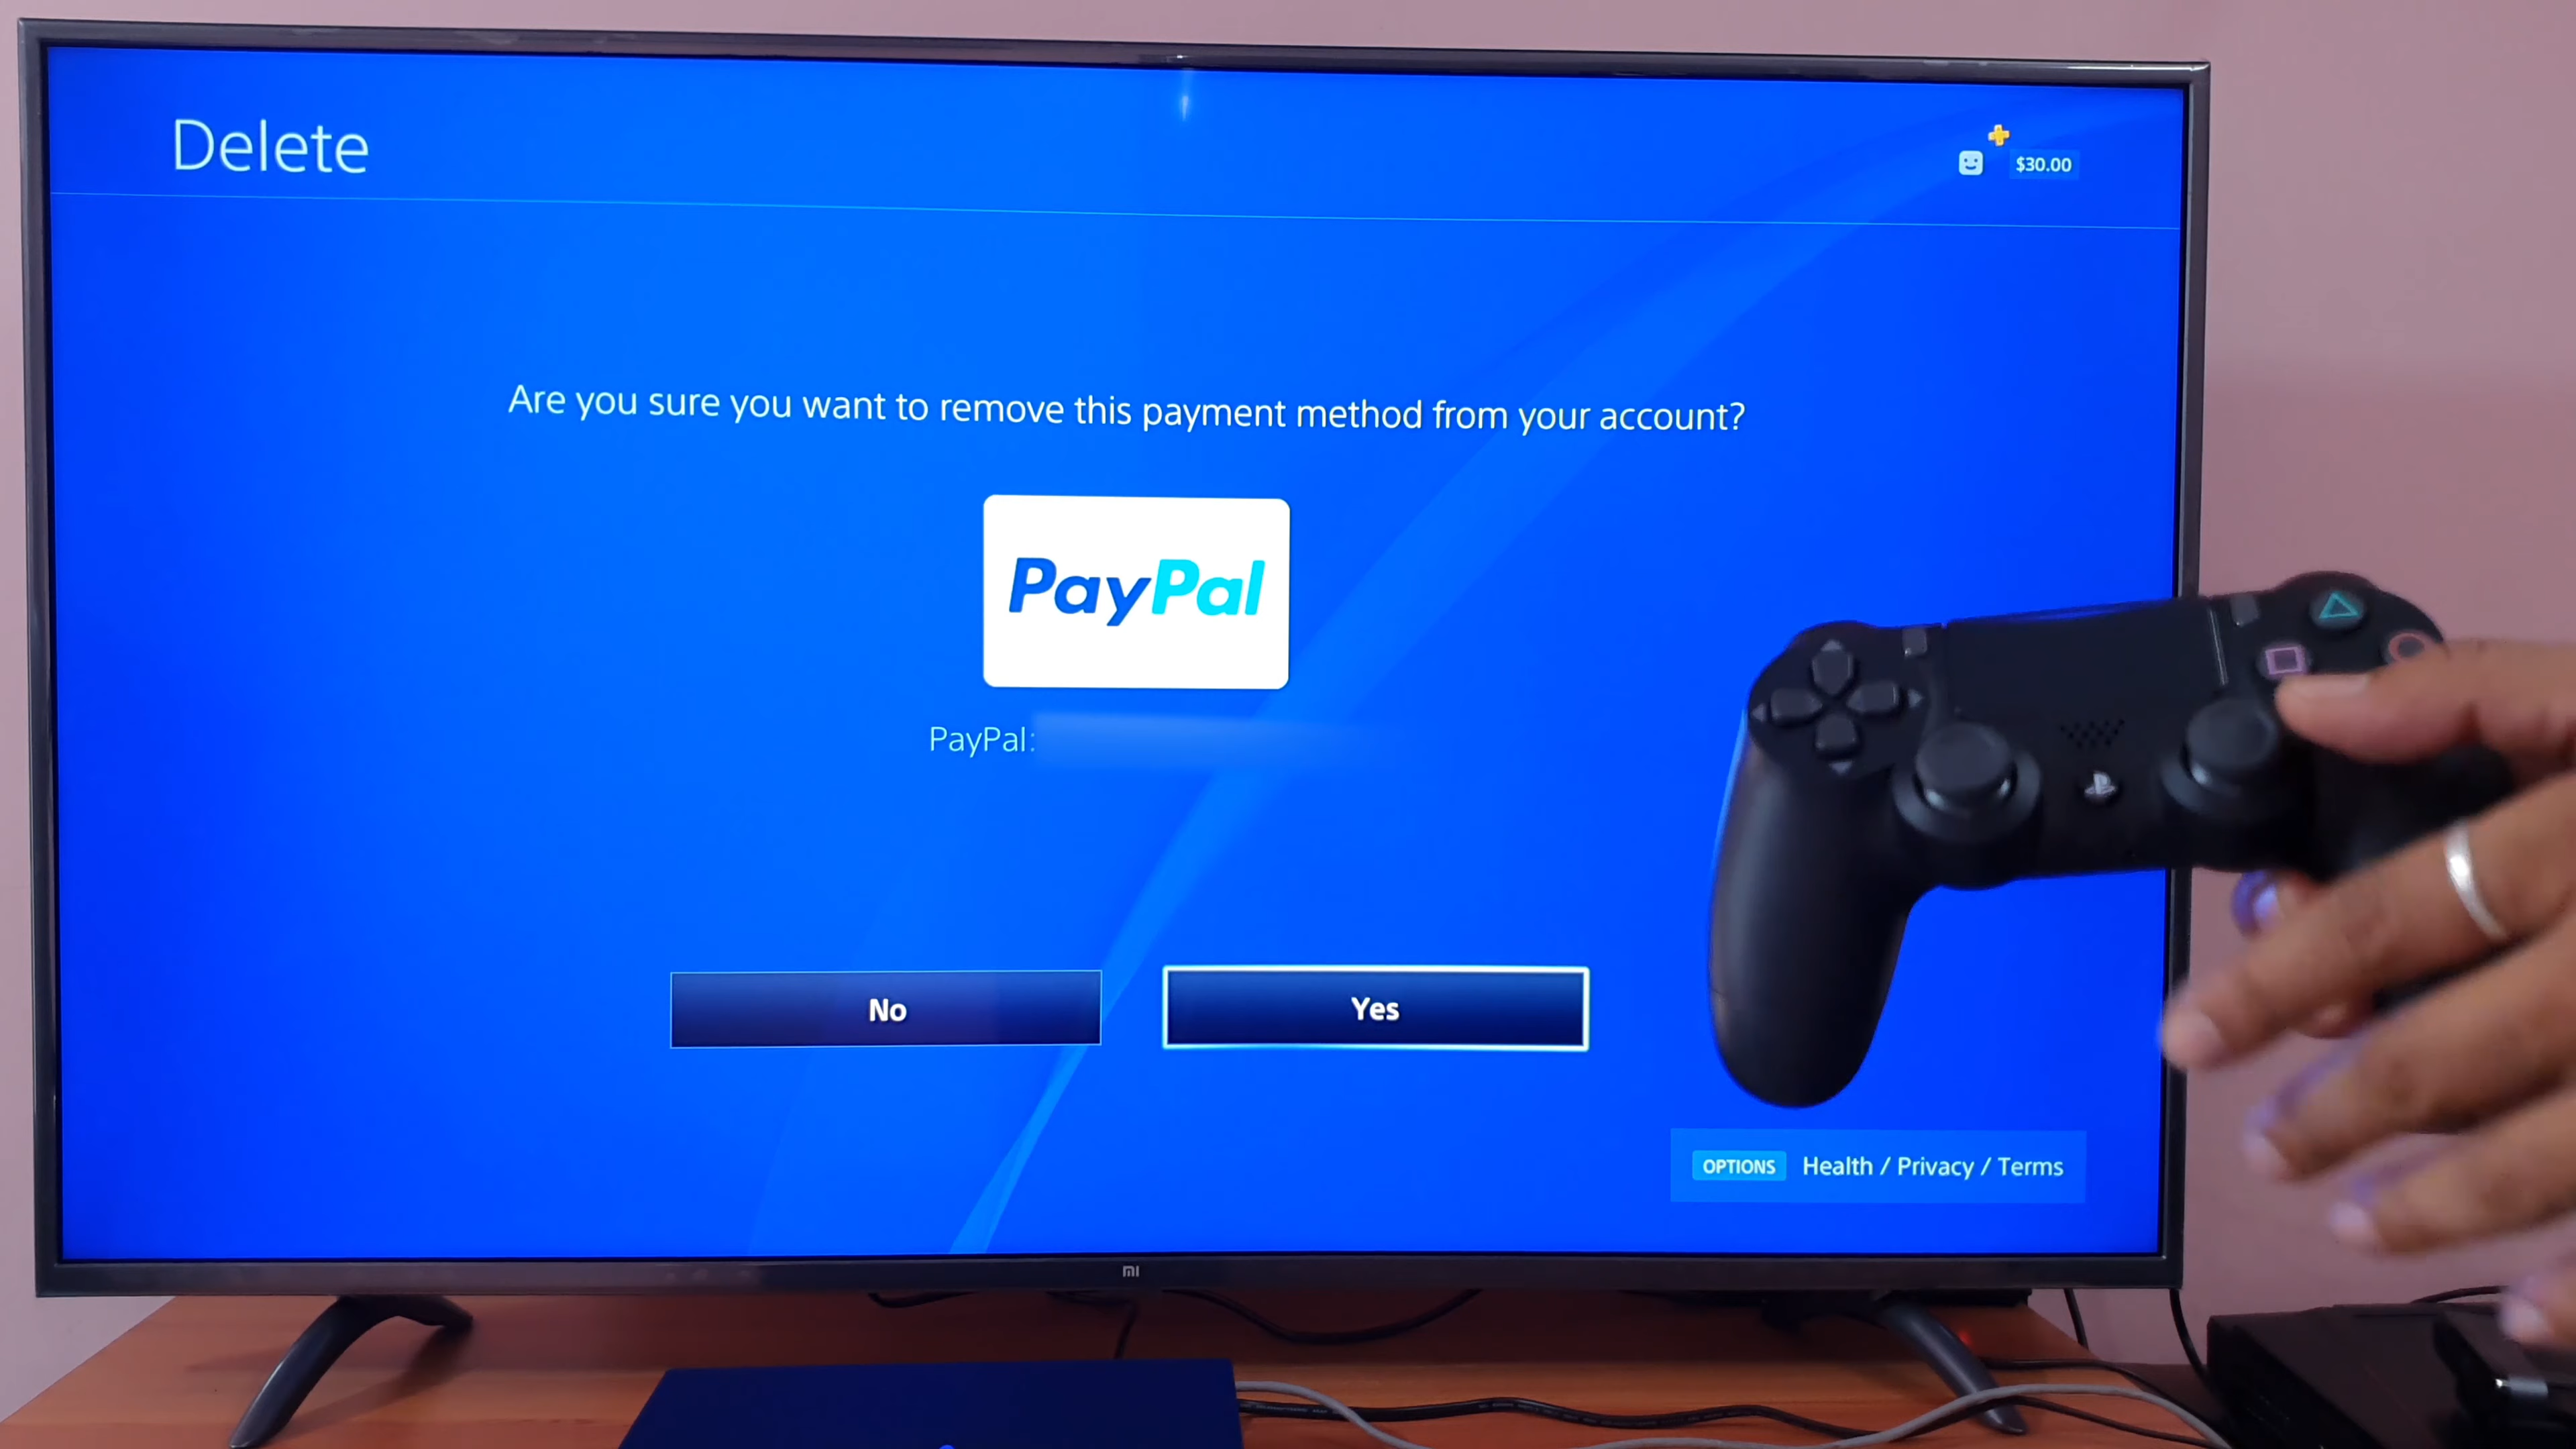 Delete
$30.00
Are you sure you want to remove this payment method from your account?
PayPal
PayPal:
No
Yes
OPTIONS Health / Privacy / Terms
mi